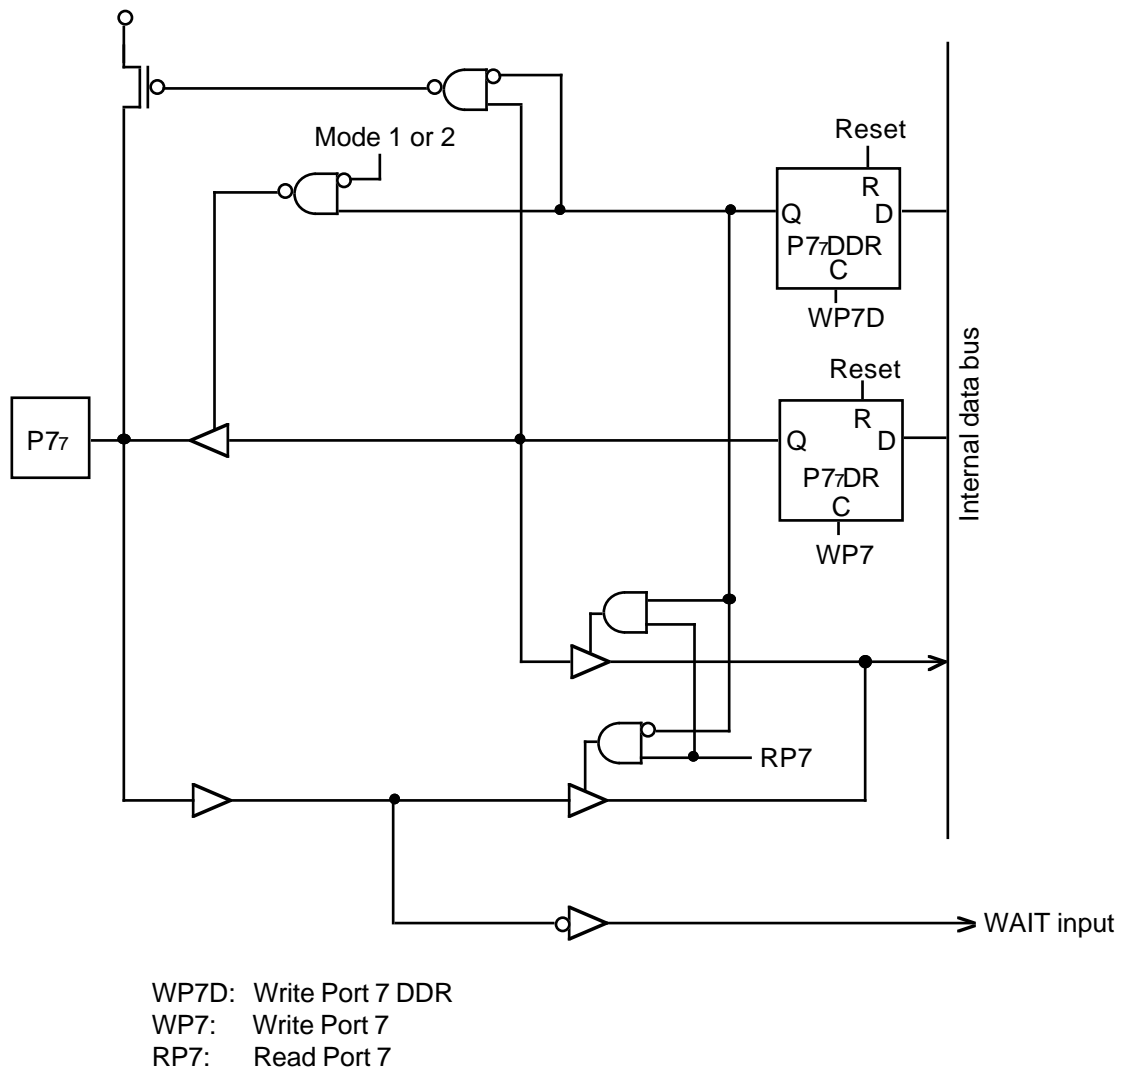 Mode 1 or 2
Reset
R
Q
D
P7₇DDR
C
WP7D
Reset
R
Q
D
P7₇DR
C
WP7
Internal data bus
P7₇
RP7
WAIT input
WP7D: Write Port 7 DDR
WP7: Write Port 7
RP7: Read Port 7